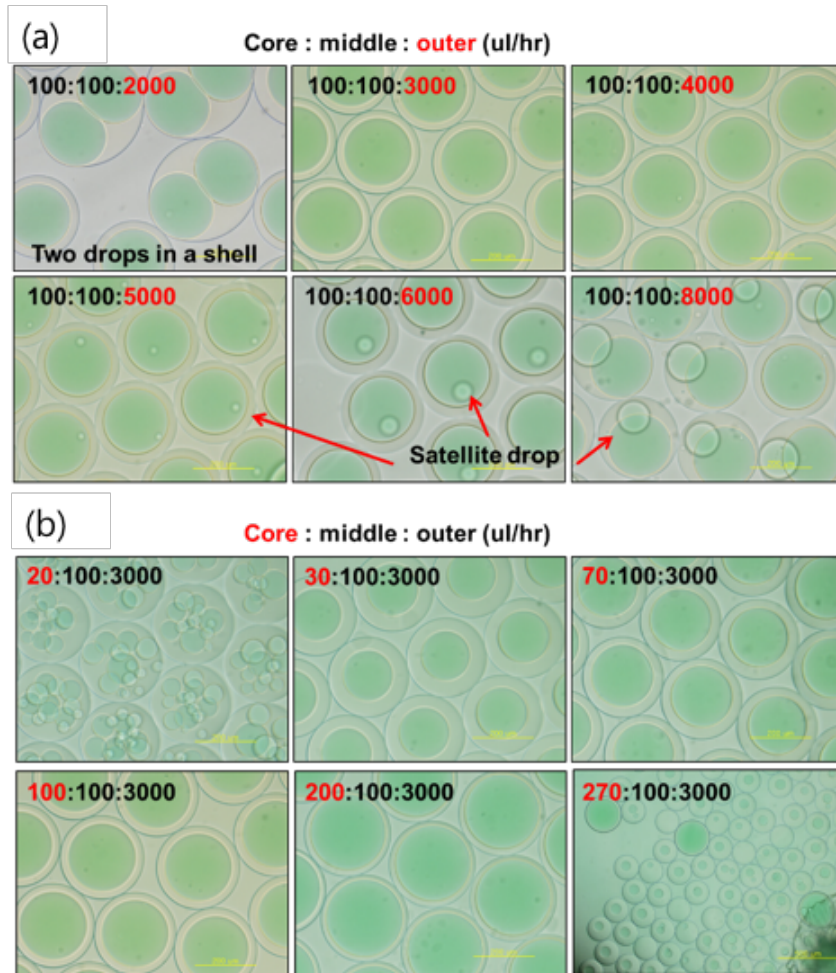 (a)
Core : middle : outer (ul/hr)
100:100:2000
100:100:3000
100:100:4000
Two drops in a shell
100:100:5000
100:100:6000
100:100:8000
Satellite drop
(b)
Core : middle : outer (ul/hr)
20:100:3000
30:100:3000
70:100:3000
100:100:3000
200:100:3000
270:100:3000